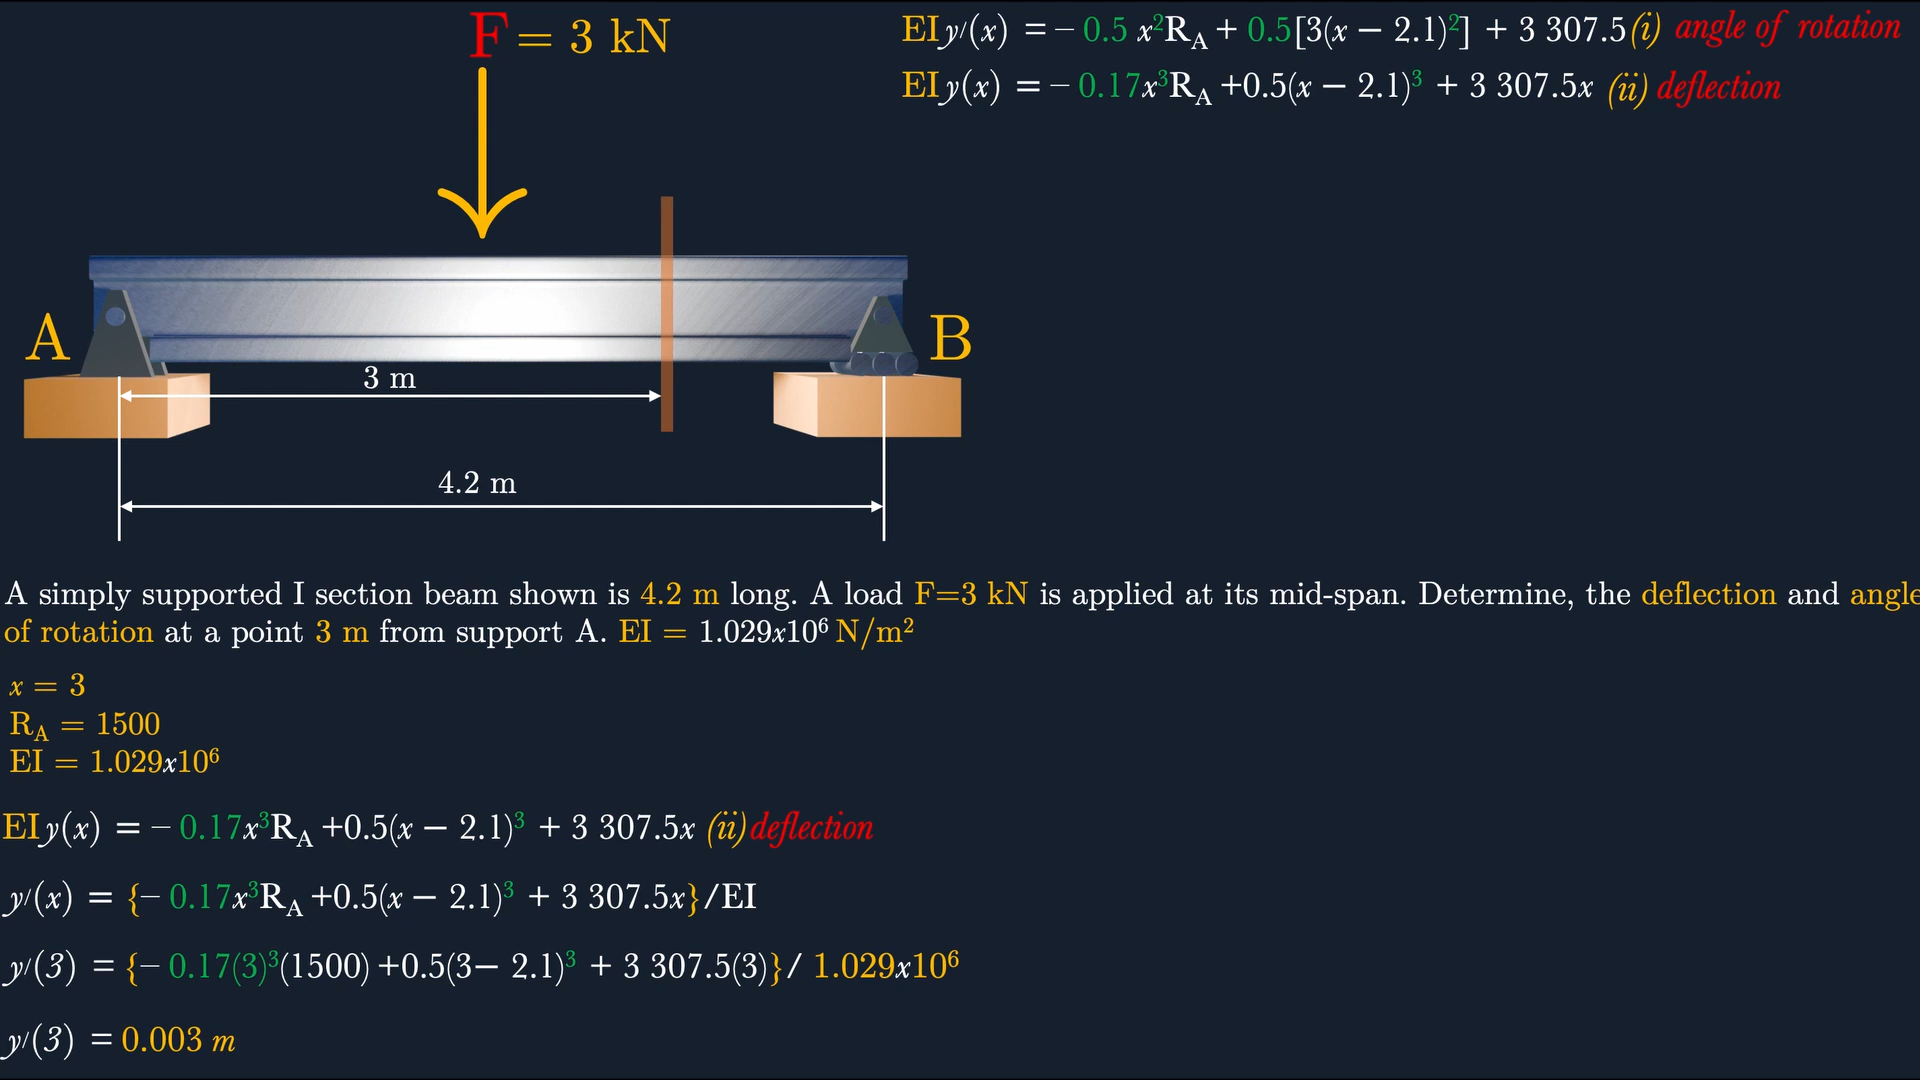 F = 3 kN
EIy′(x) = − 0.5 x²R_A + 0.5[3(x − 2.1)²] + 3 307.5(i) angle of rotation
EIy(x) = − 0.17x³R_A +0.5(x − 2.1)³ + 3 307.5x (ii) deflection
A
B
3 m
4.2 m
A simply supported I section beam shown is 4.2 m long. A load F=3 kN is applied at its mid-span. Determine, the deflection and angle
of rotation at a point 3 m from support A. EI = 1.029x10⁶ N/m²
x = 3
R_A = 1500
EI = 1.029x10⁶
EIy(x) = − 0.17x³R_A +0.5(x − 2.1)³ + 3 307.5x (ii)deflection
y′(x) = {− 0.17x³R_A +0.5(x − 2.1)³ + 3 307.5x}/EI
y′(3) = {− 0.17(3)³(1500) +0.5(3− 2.1)³ + 3 307.5(3)}/ 1.029x10⁶
y′(3) = 0.003 m